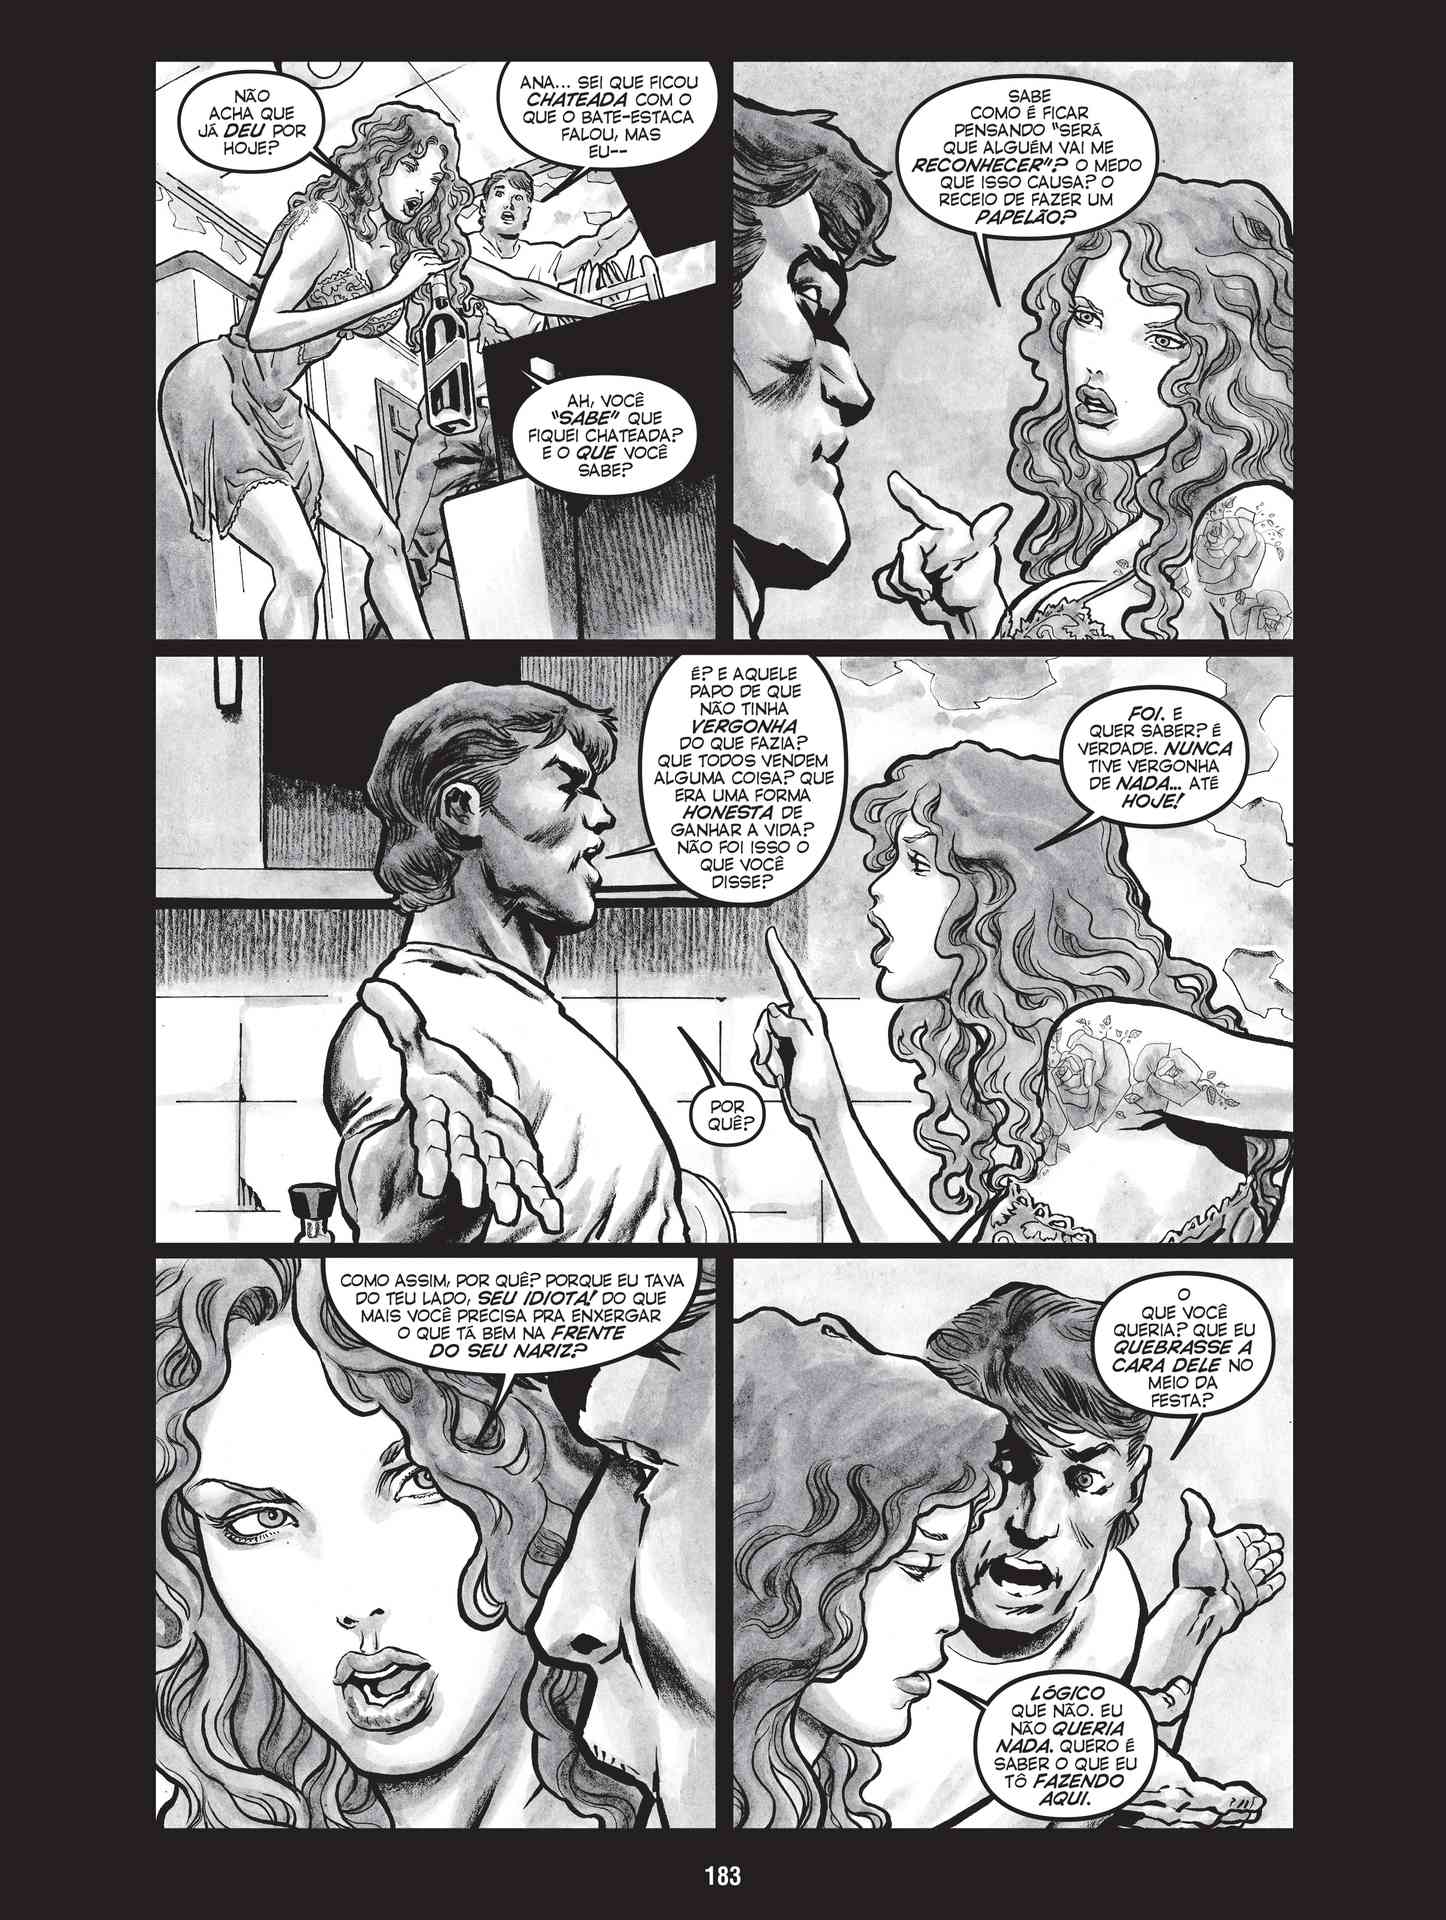 NÃO
ACHA QUE
JÁ DEU POR
HOJE?
ANA... SEI QUE FICOU
CHATEADA COM O
QUE O BATE-ESTACA
FALOU, MAS
EU--
AH, VOCÊ
"SABE" QUE
FIQUEI CHATEADA?
E O QUE VOCÊ
SABE?
SABE
COMO É FICAR
PENSANDO "SERÁ
QUE ALGUÉM VAI ME
RECONHECER"? O MEDO
QUE ISSO CAUSA? O
RECEIO DE FAZER UM
PAPELÃO?
É? E AQUELE
PAPO DE QUE
NÃO TINHA
VERGONHA
DO QUE FAZIA?
QUE TODOS VENDEM
ALGUMA COISA? QUE
ERA UMA FORMA
HONESTA DE
GANHAR A VIDA?
NÃO FOI ISSO O
QUE VOCÊ
DISSE?
FOI. E
QUER SABER? É
VERDADE. NUNCA
TIVE VERGONHA
DE NADA... ATÉ
HOJE!
POR
QUÊ?
COMO ASSIM, POR QUÊ? PORQUE EU TAVA
DO TEU LADO, SEU IDIOTA! DO QUE
MAIS VOCÊ PRECISA PRA ENXERGAR
O QUE TÁ BEM NA FRENTE
DO SEU NARIZ?
O
QUE VOCÊ
QUERIA? QUE EU
QUEBRASSE A
CARA DELE NO
MEIO DA
FESTA?
LÓGICO
QUE NÃO. EU
NÃO QUERIA
NADA. QUERO É
SABER O QUE EU
TÔ FAZENDO
AQUI.
183